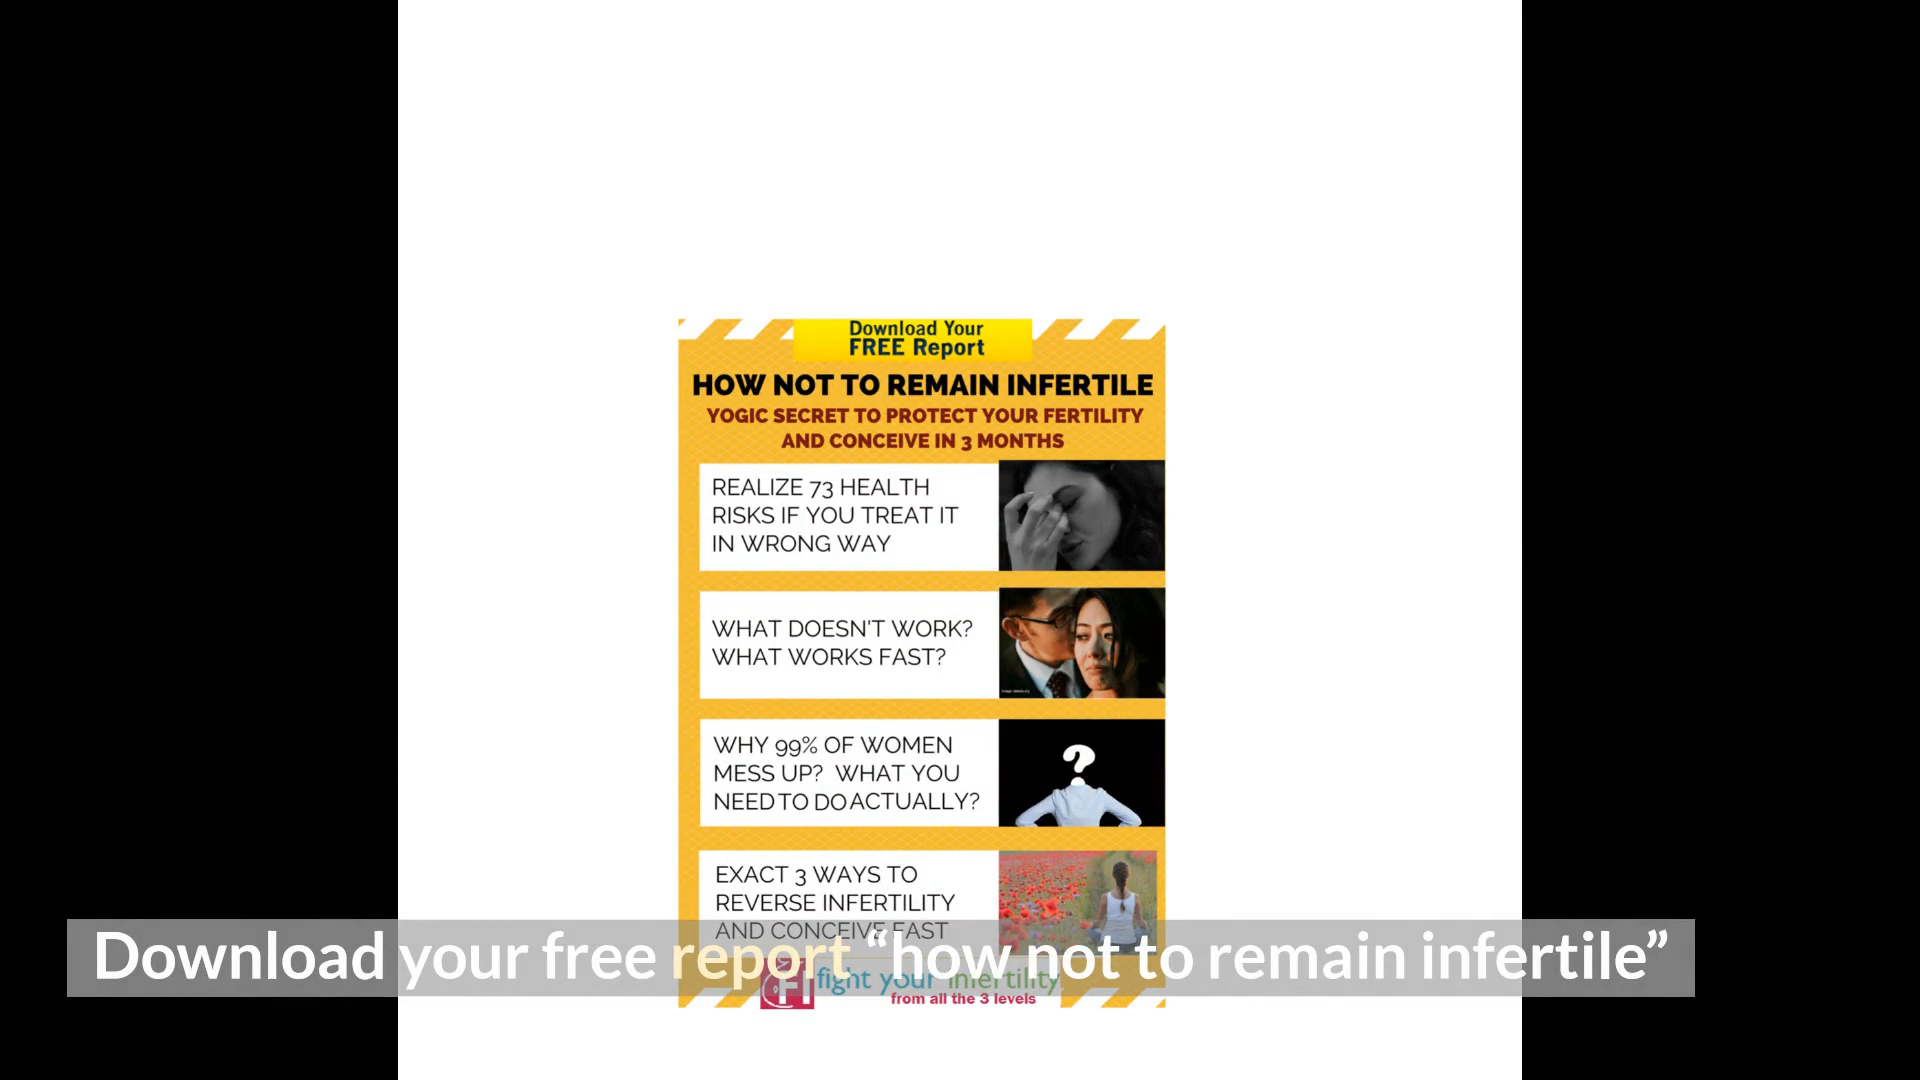 Download Your
FREE Report
HOW NOT TO REMAIN INFERTILE
YOGIC SECRET TO PROTECT YOUR FERTILITY
AND CONCEIVE IN 3 MONTHS
REALIZE 73 HEALTH
RISKS IF YOU TREAT IT
IN WRONG WAY
WHAT DOESN'T WORK?
WHAT WORKS FAST?
WHY 99% OF WOMEN
MESS UP? WHAT YOU
NEED TO DO ACTUALLY?
EXACT 3 WAYS TO
REVERSE INFERTILITY
AND CONCEIVE FAST
Download your free report “how not to remain infertile”
FI fight your infertility
from all the 3 levels